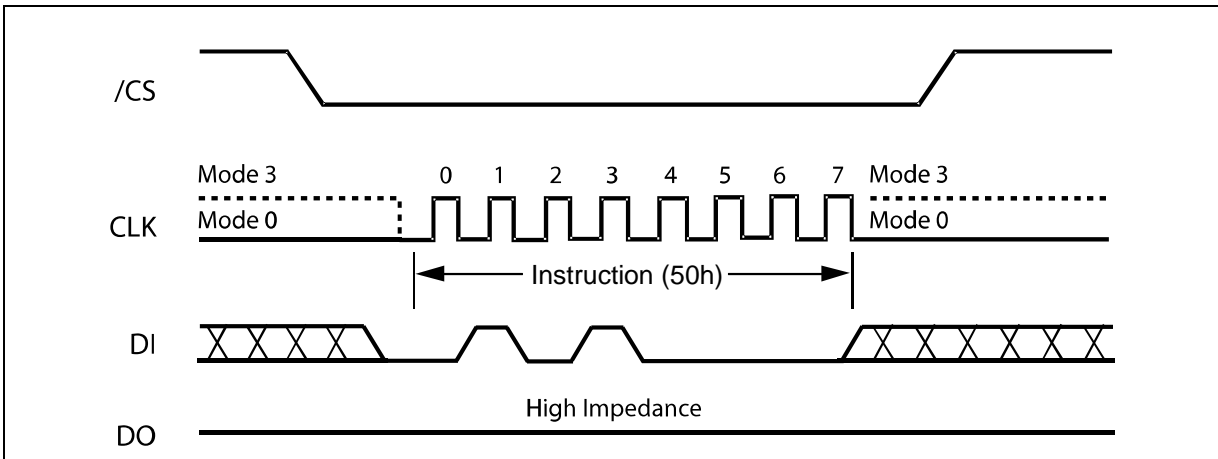 /CS
Mode 3 0 1 2 3 4 5 6 7 Mode 3
CLK Mode 0 Mode 0
Instruction (50h)
DI
High Impedance
DO